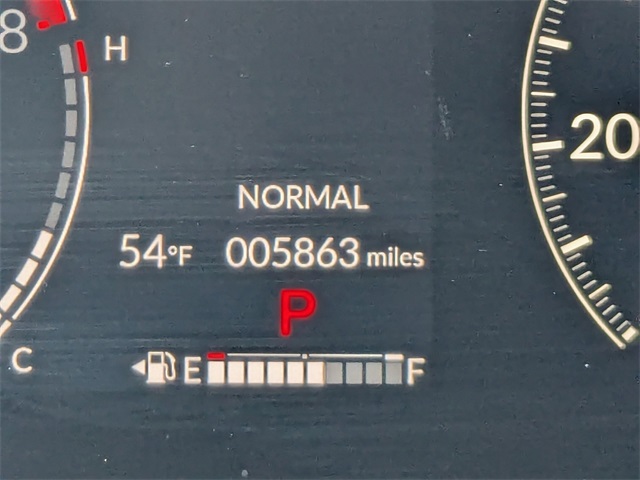 8
H
20
NORMAL
54°F 005863 miles
P
C
E F